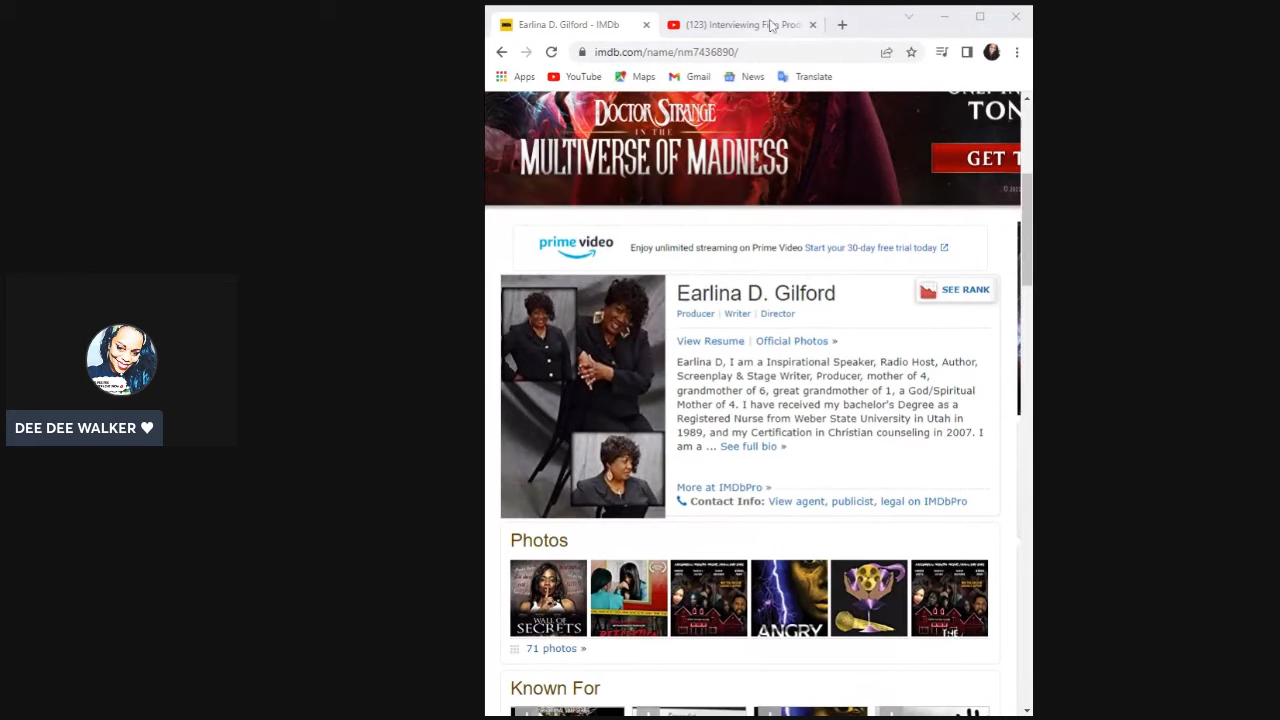 Earlina D. Gilford - IMDb
(123) Interviewing Film Prod
imdb.com/name/nm7436890/
Apps YouTube Maps Gmail News Translate
DOCTOR STRANGE
IN THE
MULTIVERSE OF MADNESS
TON
GET T
prime video Enjoy unlimited streaming on Prime Video Start your 30-day free trial today
Earlina D. Gilford
SEE RANK
Producer | Writer | Director
View Resume | Official Photos »
Earlina D, I am a Inspirational Speaker, Radio Host, Author,
Screenplay & Stage Writer, Producer, mother of 4,
grandmother of 6, great grandmother of 1, a God/Spiritual
Mother of 4. I have received my bachelor's Degree as a
Registered Nurse from Weber State University in Utah in
1989, and my Certification in Christian counseling in 2007. I
am a ... See full bio »
More at IMDbPro »
Contact Info: View agent, publicist, legal on IMDbPro
DEE DEE WALKER ♥
Photos
WALL OF
SECRETS
ANGRY
THE
71 photos »
Known For